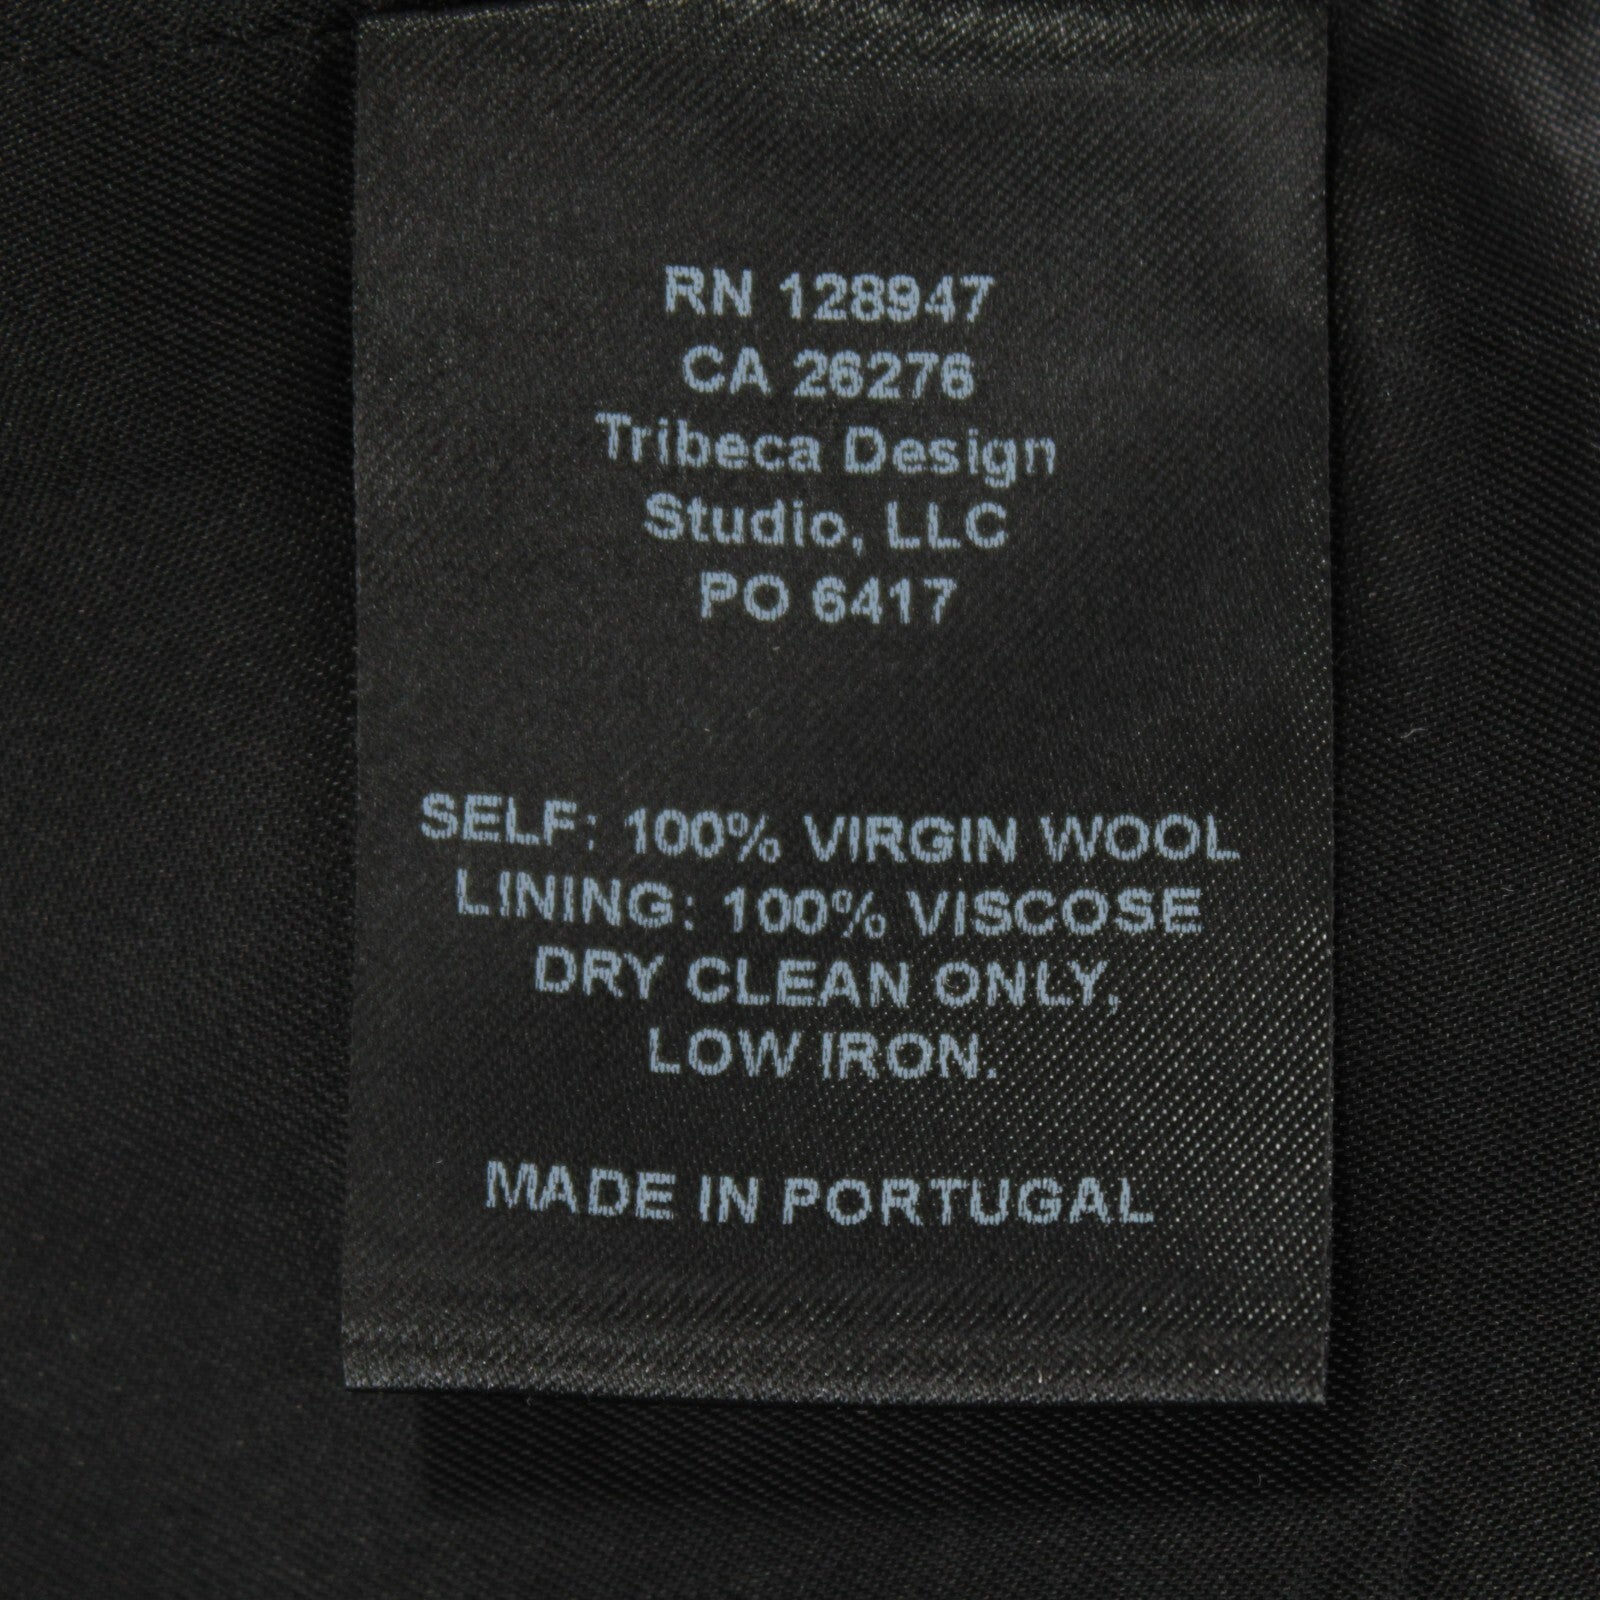 RN 128947
CA 26276
Tribeca Design
Studio, LLC
PO 6417
SELF: 100% VIRGIN WOOL
LINING: 100% VISCOSE
DRY CLEAN ONLY,
LOW IRON.
MADE IN PORTUGAL